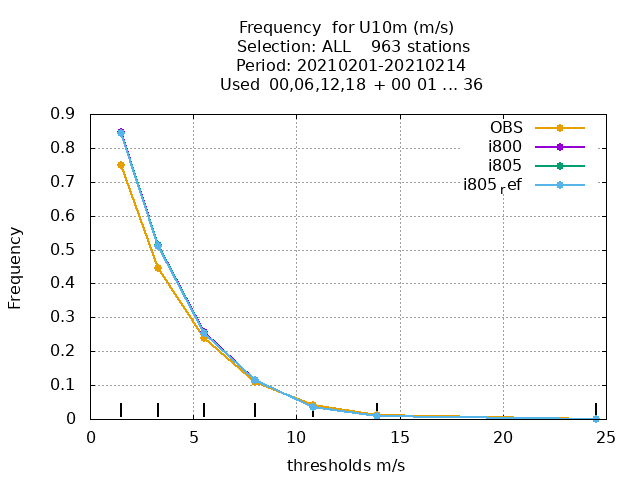 Frequency  for U10m (m/s)
Selection: ALL    963 stations
Period: 20210201-20210214
Used  00,06,12,18  + 00 01 ... 36
0.9
0.8
0.7
0.6
0.5
0.4
0.3
0.2
0.1
0
Frequency
OBS
i800
i805
i805ref
0 5 10 15 20 25
thresholds m/s